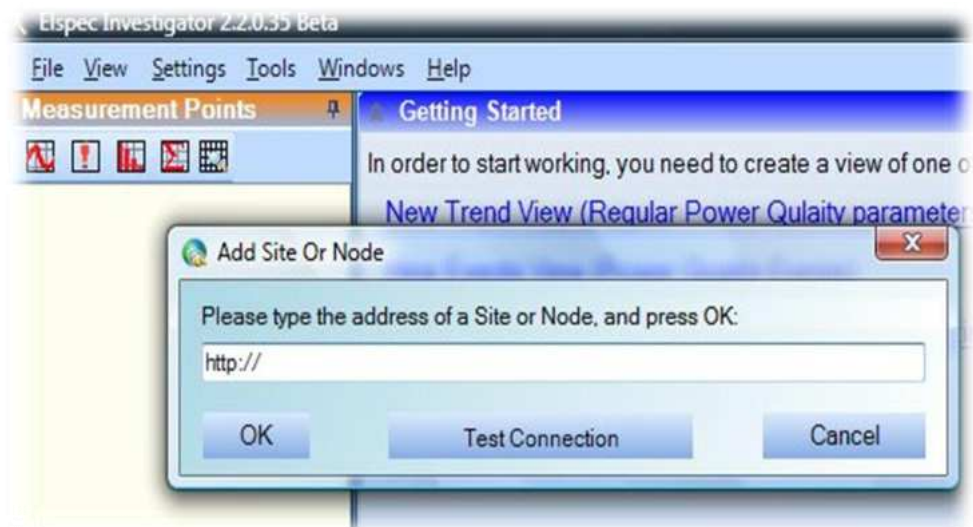 Elspec Investigator 2.2.0.35 Beta
File View Settings Tools Windows Help
Measurement Points
Getting Started
In order to start working, you need to create a view of one
New Trend View (Regular Power Qulaity parameter
Add Site Or Node
Please type the address of a Site or Node, and press OK:
http://
OK Test Connection Cancel